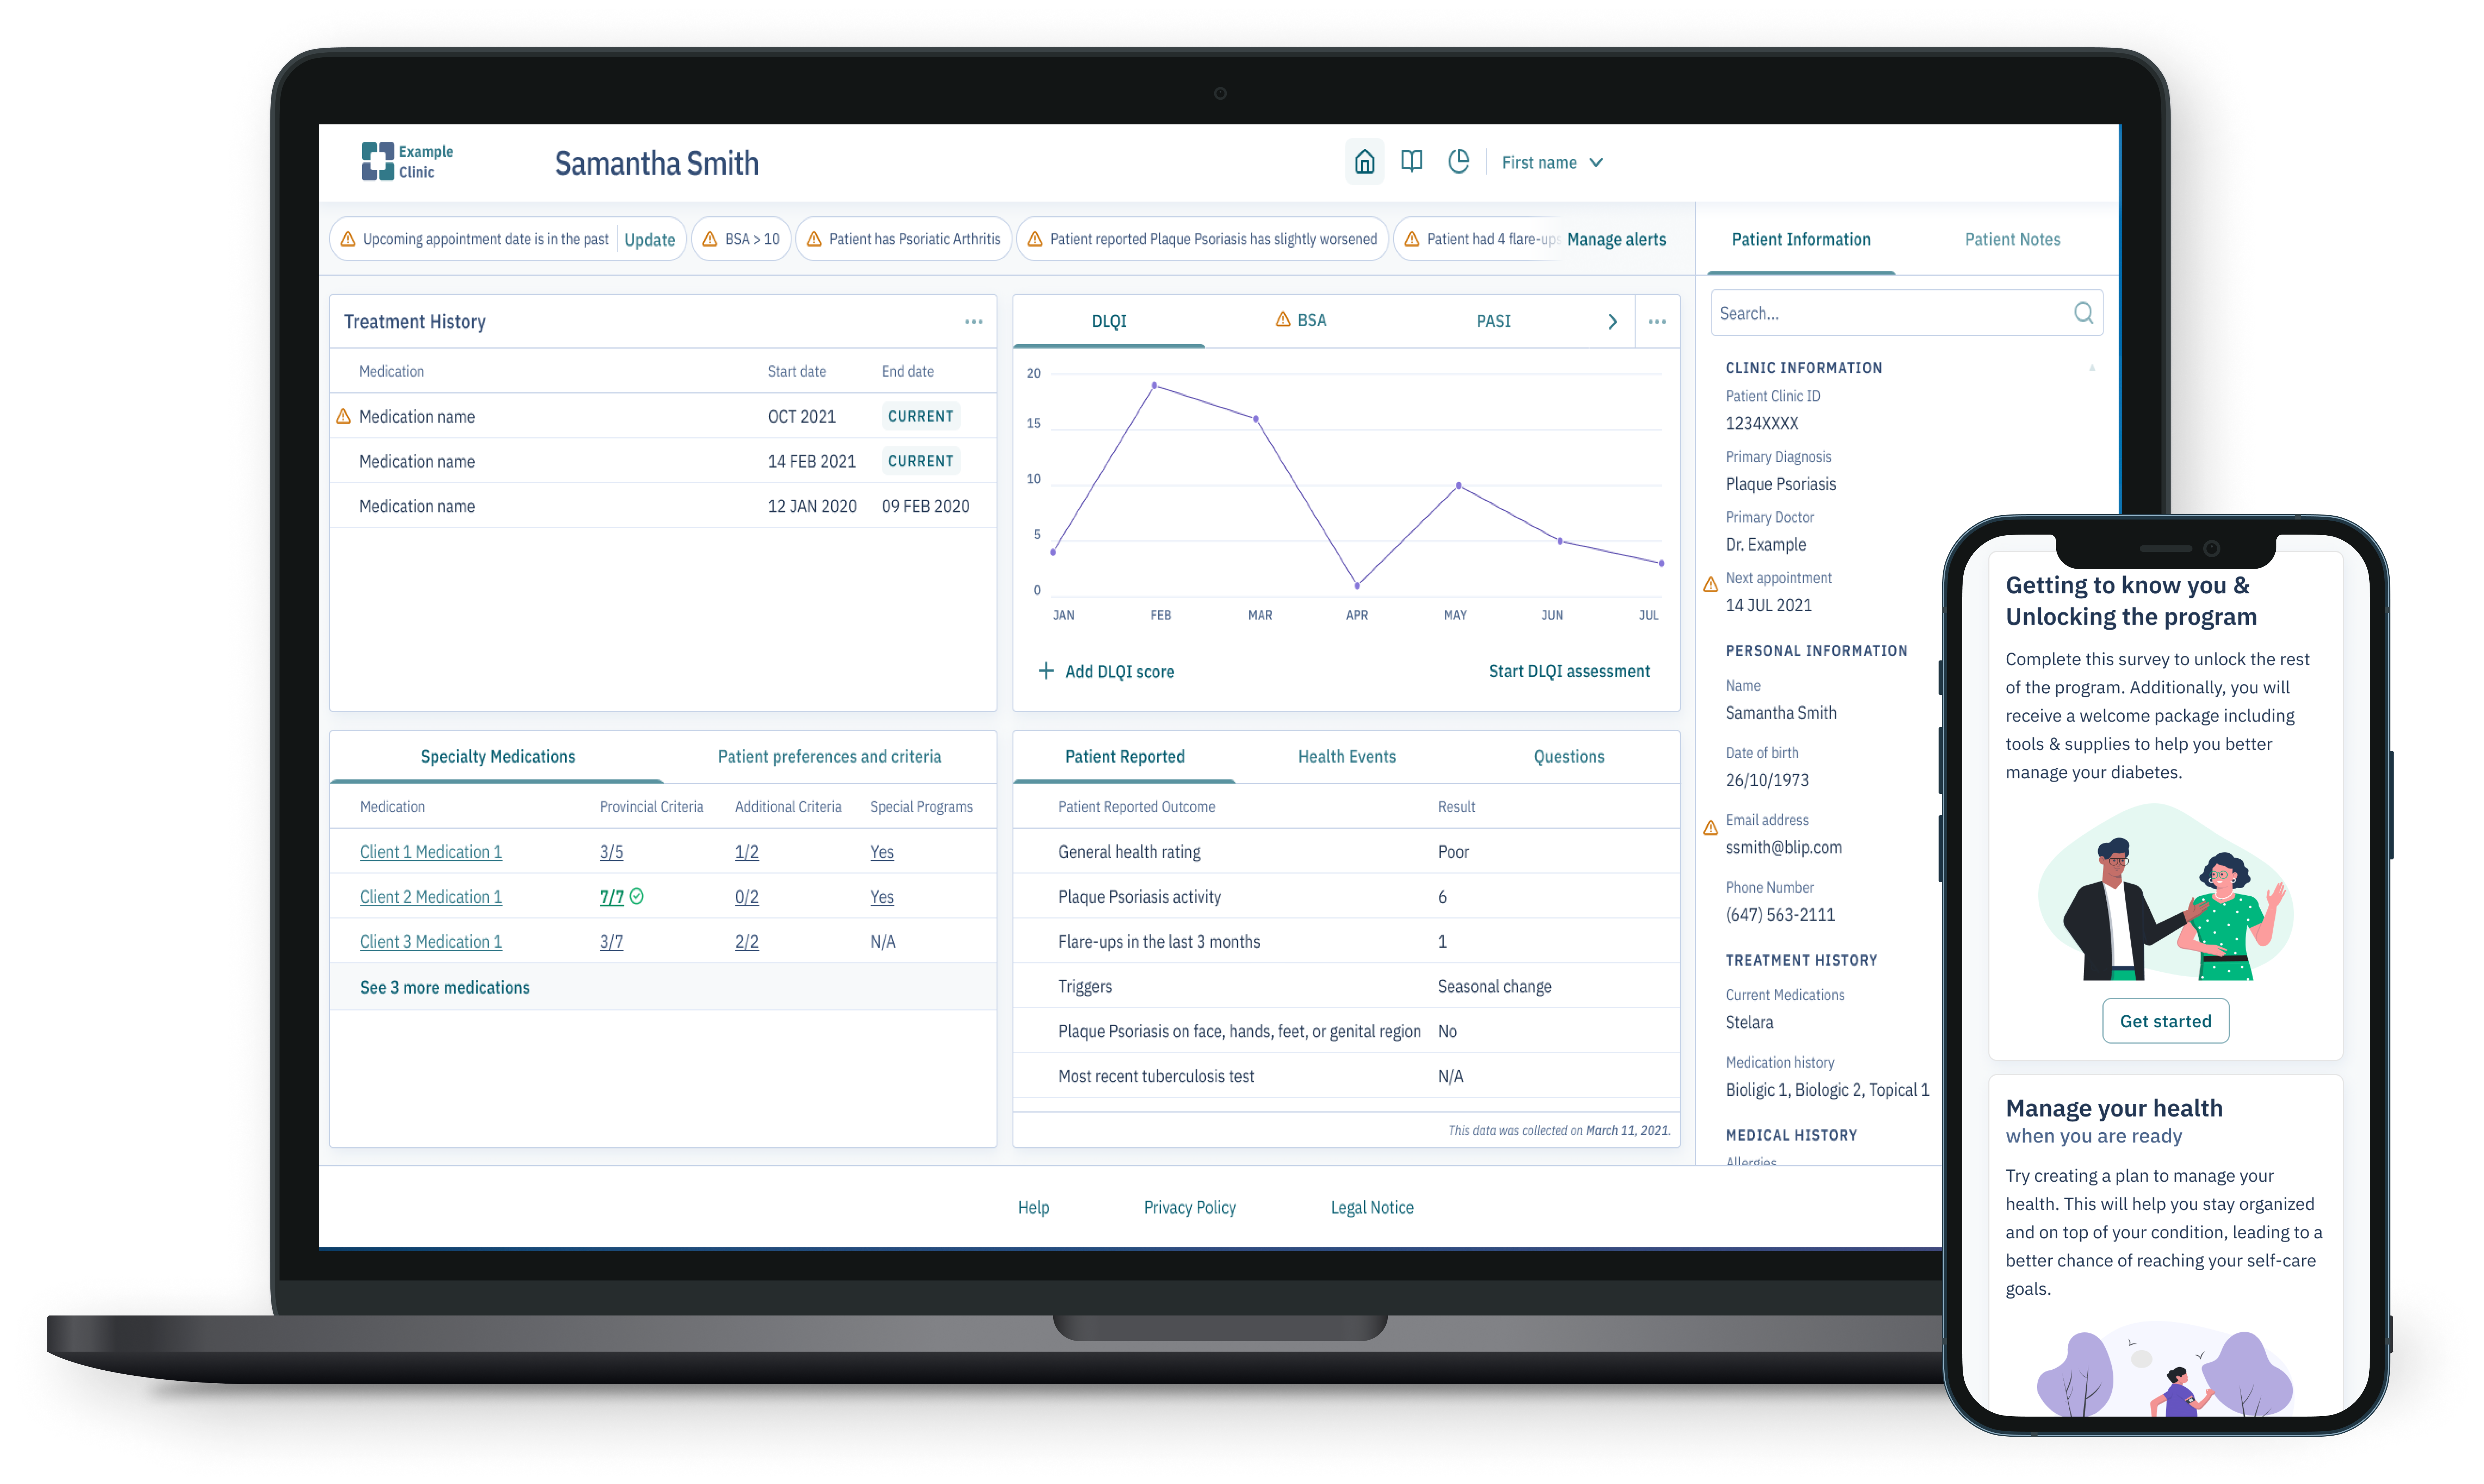 Example
Clinic
Samantha Smith
First name
Upcoming appointment date is in the past Update
BSA > 10
Patient has Psoriatic Arthritis
Patient reported Plaque Psoriasis has slightly worsened
Patient had 4 flare-ups
Manage alerts
Patient Information Patient Notes
Treatment History
Medication Start date End date
Medication name OCT 2021 CURRENT
Medication name 14 FEB 2021 CURRENT
Medication name 12 JAN 2020 09 FEB 2020
DLQI BSA PASI
20
15
10
5
0
JAN FEB MAR APR MAY JUN JUL
+ Add DLQI score Start DLQI assessment
Specialty Medications Patient preferences and criteria
Medication Provincial Criteria Additional Criteria Special Programs
Client 1 Medication 1 3/5 1/2 Yes
Client 2 Medication 1 7/7 0/2 Yes
Client 3 Medication 1 3/7 2/2 N/A
See 3 more medications
Patient Reported Health Events Questions
Patient Reported Outcome Result
General health rating Poor
Plaque Psoriasis activity 6
Flare-ups in the last 3 months 1
Triggers Seasonal change
Plaque Psoriasis on face, hands, feet, or genital region No
Most recent tuberculosis test N/A
This data was collected on March 11, 2021.
Search...
CLINIC INFORMATION
Patient Clinic ID
1234XXXX
Primary Diagnosis
Plaque Psoriasis
Primary Doctor
Dr. Example
Next appointment
14 JUL 2021
PERSONAL INFORMATION
Name
Samantha Smith
Date of birth
26/10/1973
Email address
ssmith@blip.com
Phone Number
(647) 563-2111
TREATMENT HISTORY
Current Medications
Stelara
Medication history
Bioligic 1, Biologic 2, Topical 1
MEDICAL HISTORY
Allergies
Help Privacy Policy Legal Notice
Getting to know you &
Unlocking the program
Complete this survey to unlock the rest
of the program. Additionally, you will
receive a welcome package including
tools & supplies to help you better
manage your diabetes.
Get started
Manage your health
when you are ready
Try creating a plan to manage your
health. This will help you stay organized
and on top of your condition, leading to a
better chance of reaching your self-care
goals.